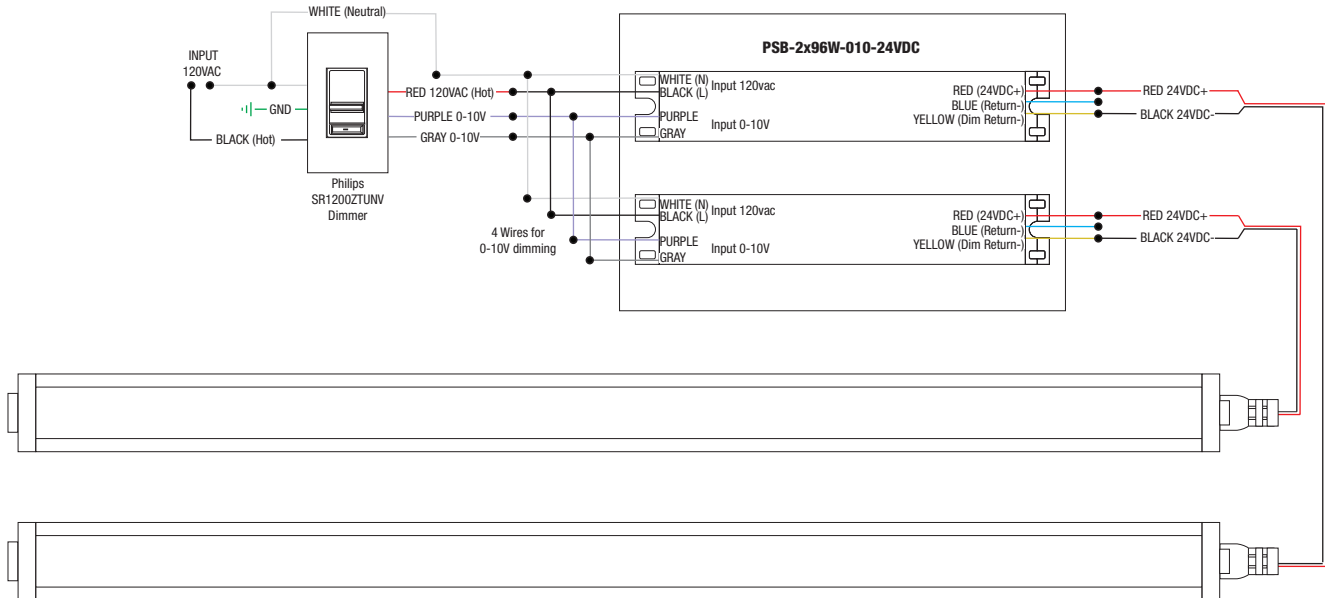 WHITE (Neutral)
INPUT
120VAC
GND
BLACK (Hot)
Philips
SR1200ZTUNV
Dimmer
RED 120VAC (Hot)
PURPLE 0-10V
GRAY 0-10V
4 Wires for
0-10V dimming
PSB-2x96W-010-24VDC
WHITE (N)
BLACK (L)
Input 120vac
PURPLE
GRAY
Input 0-10V
RED (24VDC+)
BLUE (Return-)
YELLOW (Dim Return-)
RED 24VDC+
BLACK 24VDC-
WHITE (N)
BLACK (L)
Input 120vac
PURPLE
GRAY
Input 0-10V
RED (24VDC+)
BLUE (Return-)
YELLOW (Dim Return-)
RED 24VDC+
BLACK 24VDC-